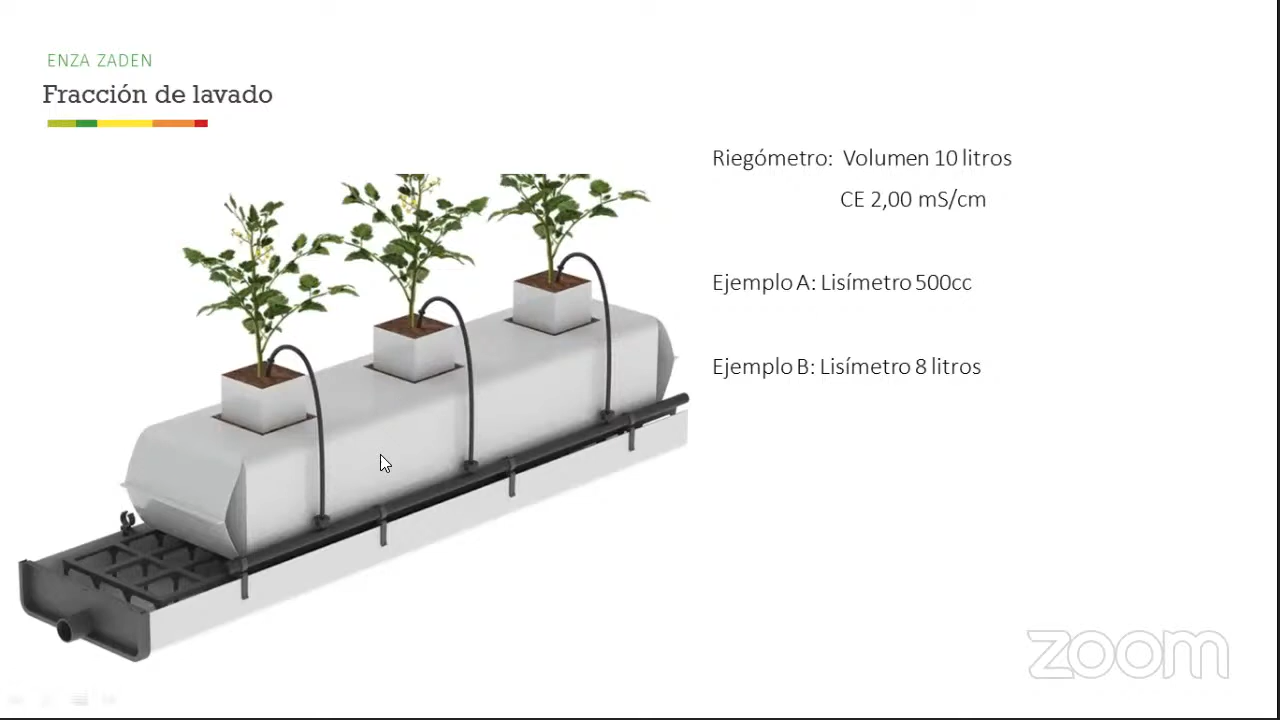 ENZA ZADEN
Fracción de lavado
Riegómetro: Volumen 10 litros
CE 2,00 mS/cm
Ejemplo A: Lisímetro 500cc
Ejemplo B: Lisímetro 8 litros
zoom